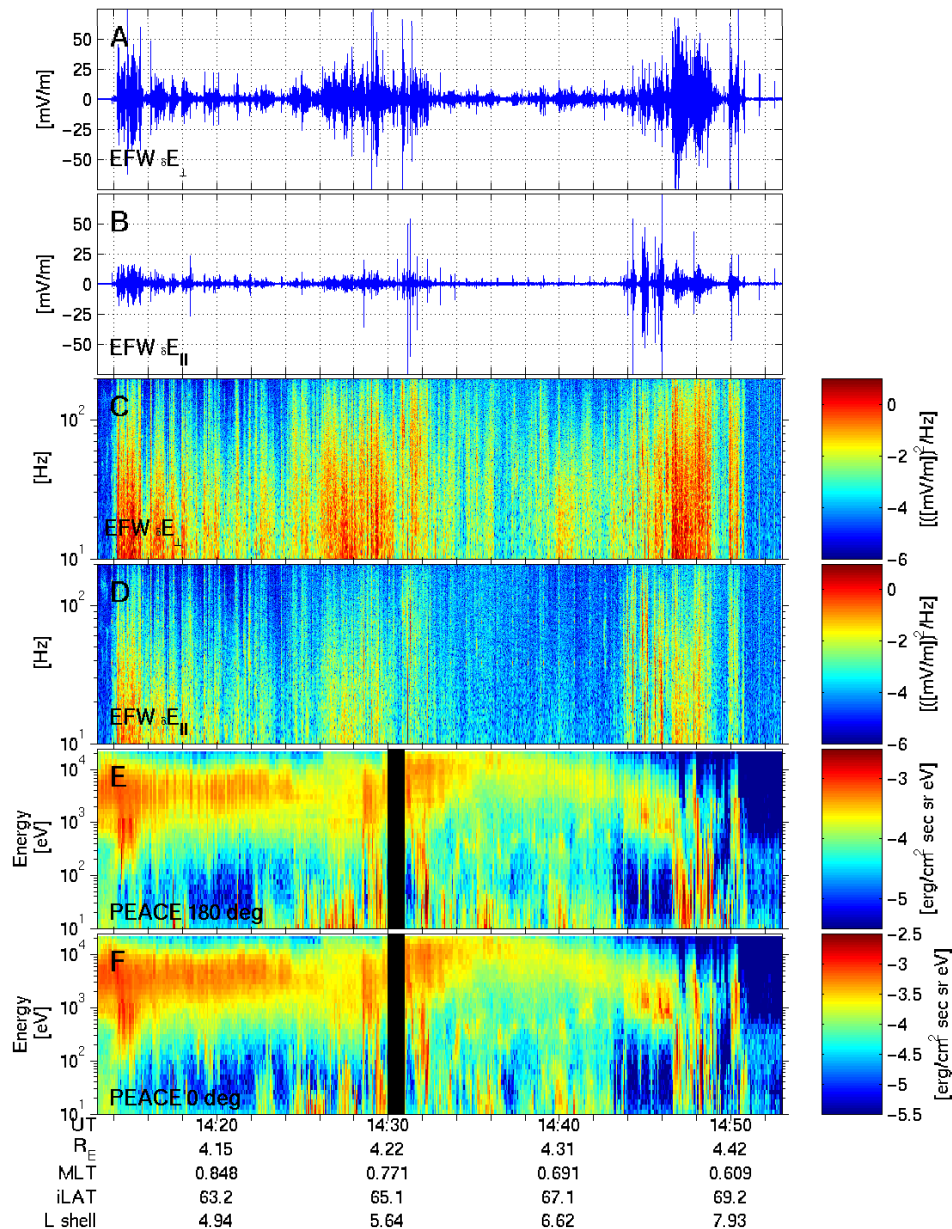 A
50
25
0
−25
−50
[mV/m]
EFW δE⊥
B
50
25
0
−25
−50
[mV/m]
EFW δE||
C
10²
10¹
[Hz]
EFW δE⊥
0
−2
−4
−6
[([mV/m])²/Hz]
D
10²
10¹
[Hz]
EFW δE||
0
−2
−4
−6
[([mV/m])²/Hz]
E
10⁴
10³
10²
10¹
Energy
[eV]
PEACE 180 deg
−3
−4
−5
[erg/cm² sec sr eV]
F
10⁴
10³
10²
10¹
Energy
[eV]
PEACE 0 deg
−2.5
−3
−3.5
−4
−4.5
−5
−5.5
[erg/cm² sec sr eV]
UT 14:20 14:30 14:40 14:50
R_E 4.15 4.22 4.31 4.42
MLT 0.848 0.771 0.691 0.609
iLAT 63.2 65.1 67.1 69.2
L shell 4.94 5.64 6.62 7.93